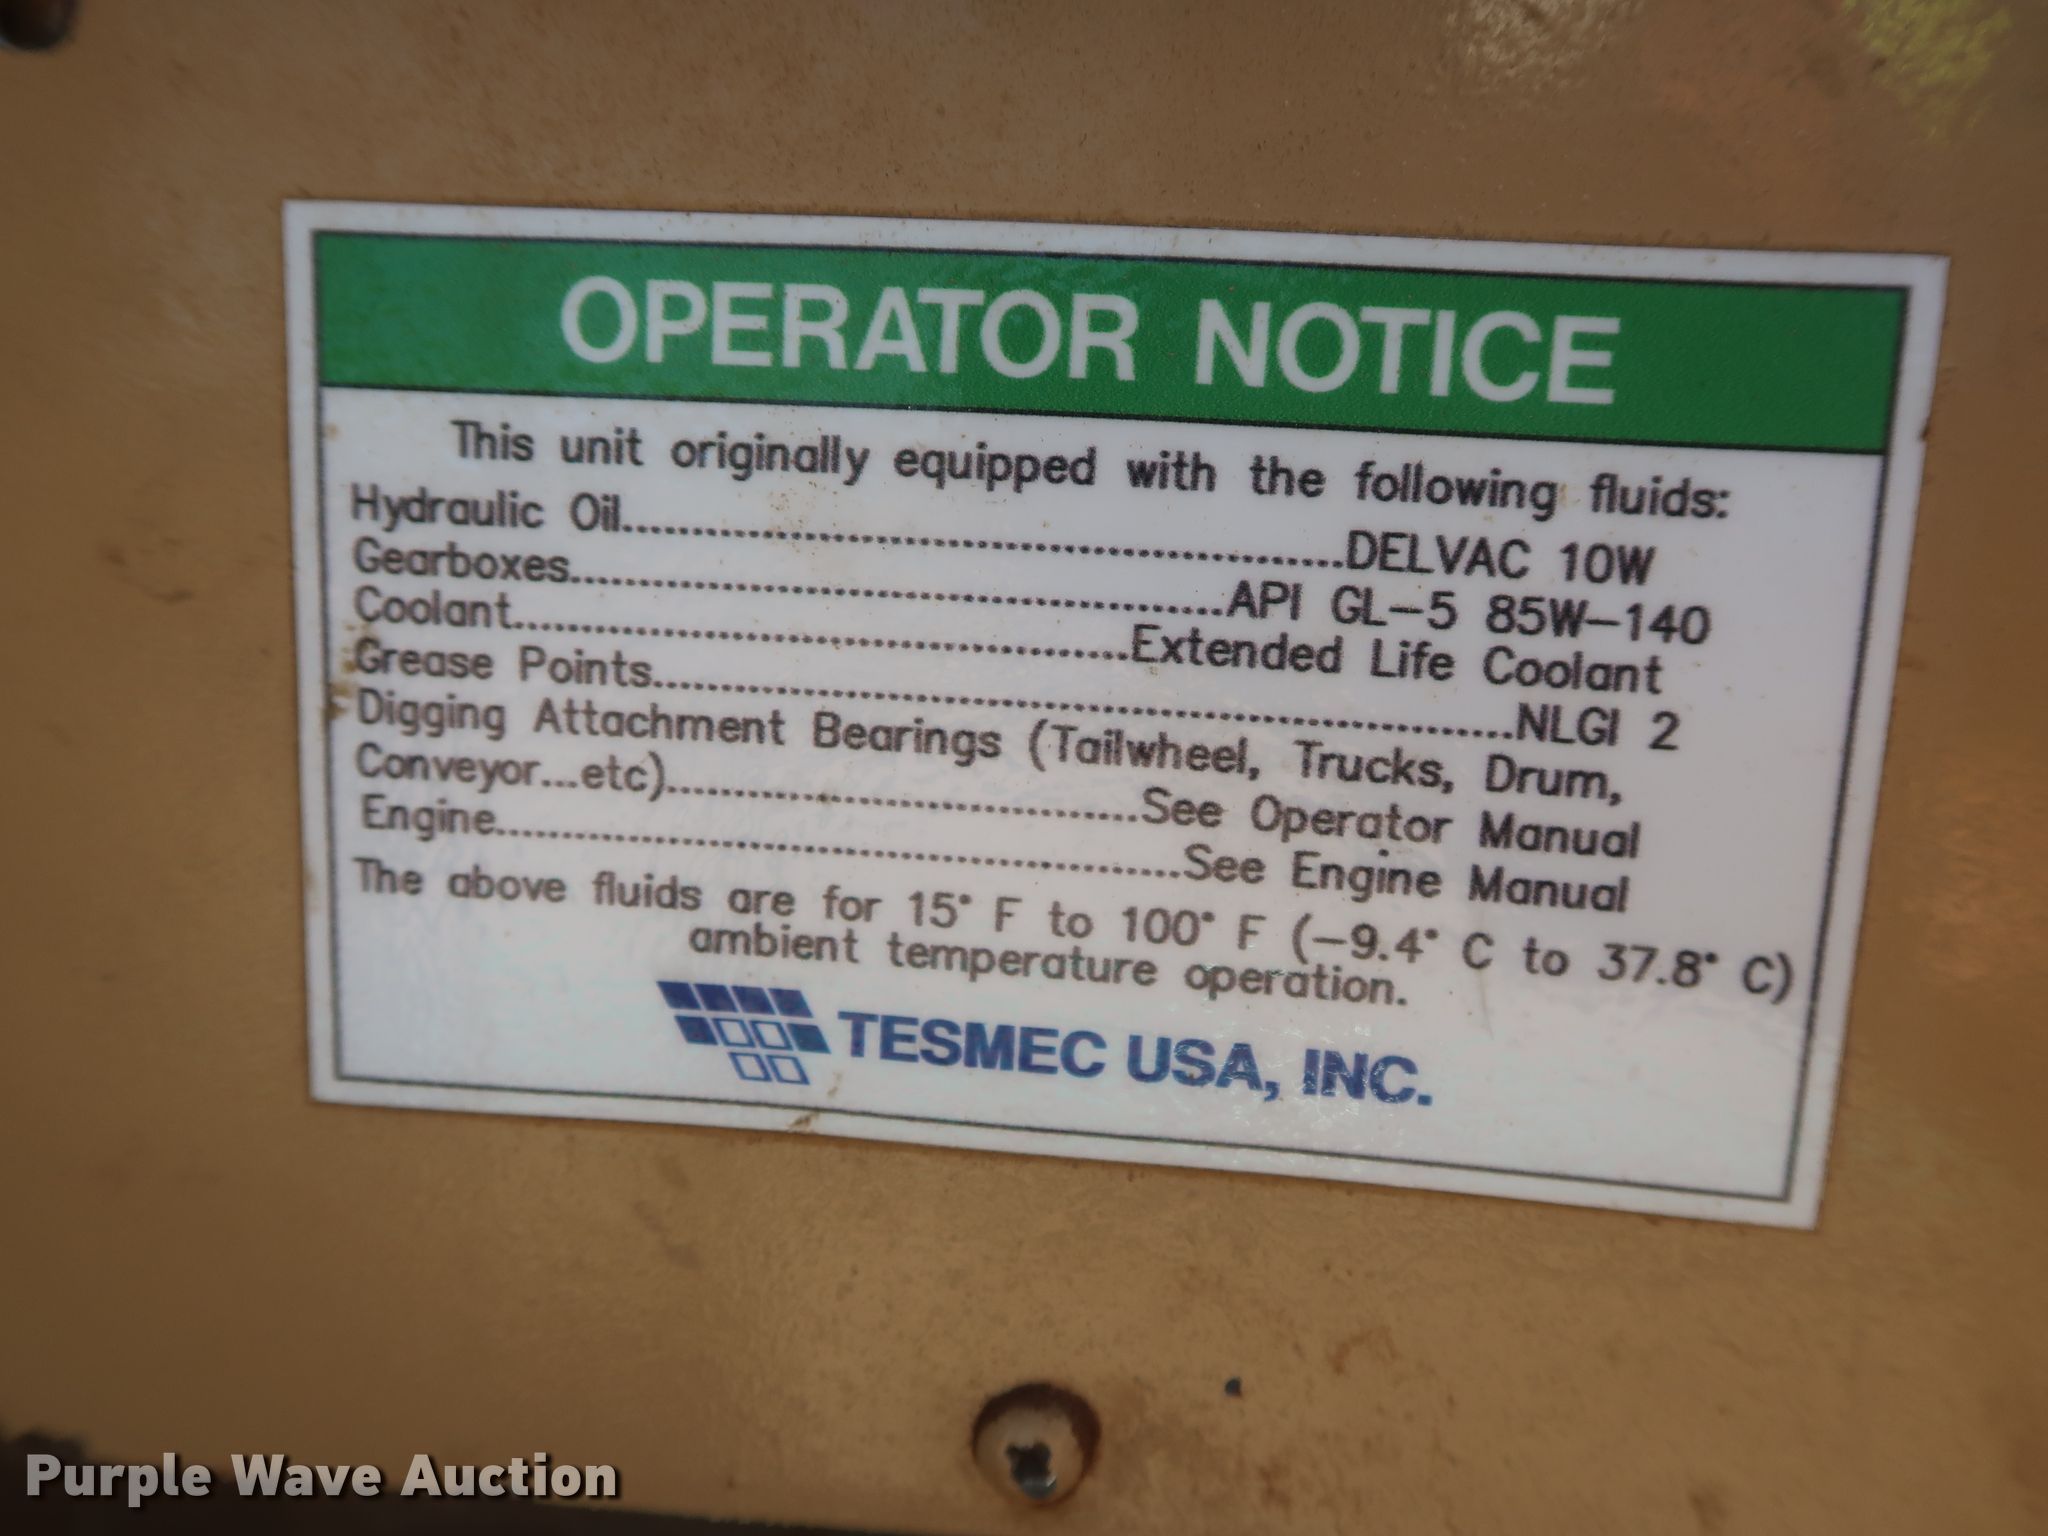 OPERATOR NOTICE
This unit originally equipped with the following fluids:
Hydraulic Oil.......................................................DELVAC 10W
Gearboxes..................................................API GL-5 85W-140
Coolant...............................................Extended Life Coolant
Grease Points.................................................................NLGI 2
Digging Attachment Bearings (Tailwheel, Trucks, Drum,
Conveyor...etc)....................................See Operator Manual
Engine.....................................................See Engine Manual
The above fluids are for 15° F to 100° F (-9.4° C to 37.8° C)
ambient temperature operation.
TESMEC USA, INC.
Purple Wave Auction